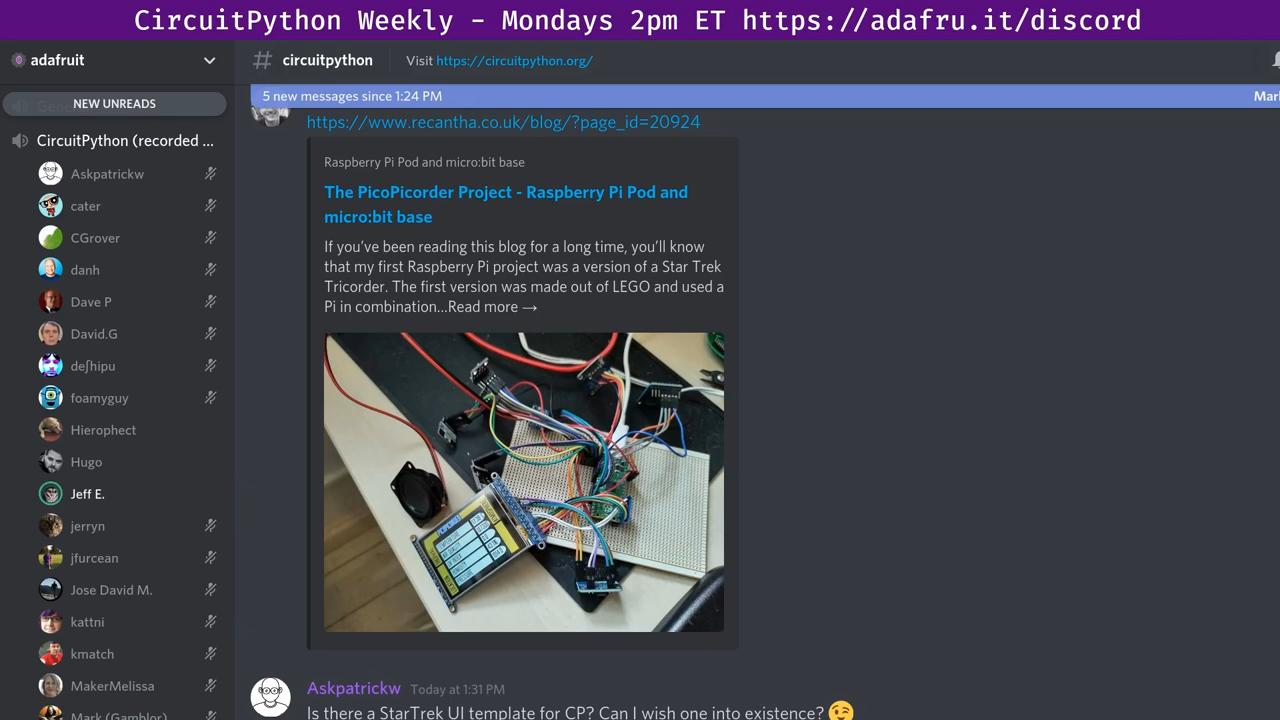 CircuitPython Weekly - Mondays 2pm ET https://adafru.it/discord
adafruit
circuitpython
Visit https://circuitpython.org/
NEW UNREADS
5 new messages since 1:24 PM
CircuitPython (recorded ...
Askpatrickw
cater
CGrover
danh
Dave P
David.G
deʃhipu
foamyguy
Hierophect
Hugo
Jeff E.
jerryn
jfurcean
Jose David M.
kattni
kmatch
MakerMelissa
Mark (Gamblor)
https://www.recantha.co.uk/blog/?page_id=20924
Raspberry Pi Pod and micro:bit base
The PicoPicorder Project - Raspberry Pi Pod and
micro:bit base
If you've been reading this blog for a long time, you'll know
that my first Raspberry Pi project was a version of a Star Trek
Tricorder. The first version was made out of LEGO and used a
Pi in combination...Read more →
Askpatrickw Today at 1:31 PM
Is there a StarTrek UI template for CP? Can I wish one into existence? 😉